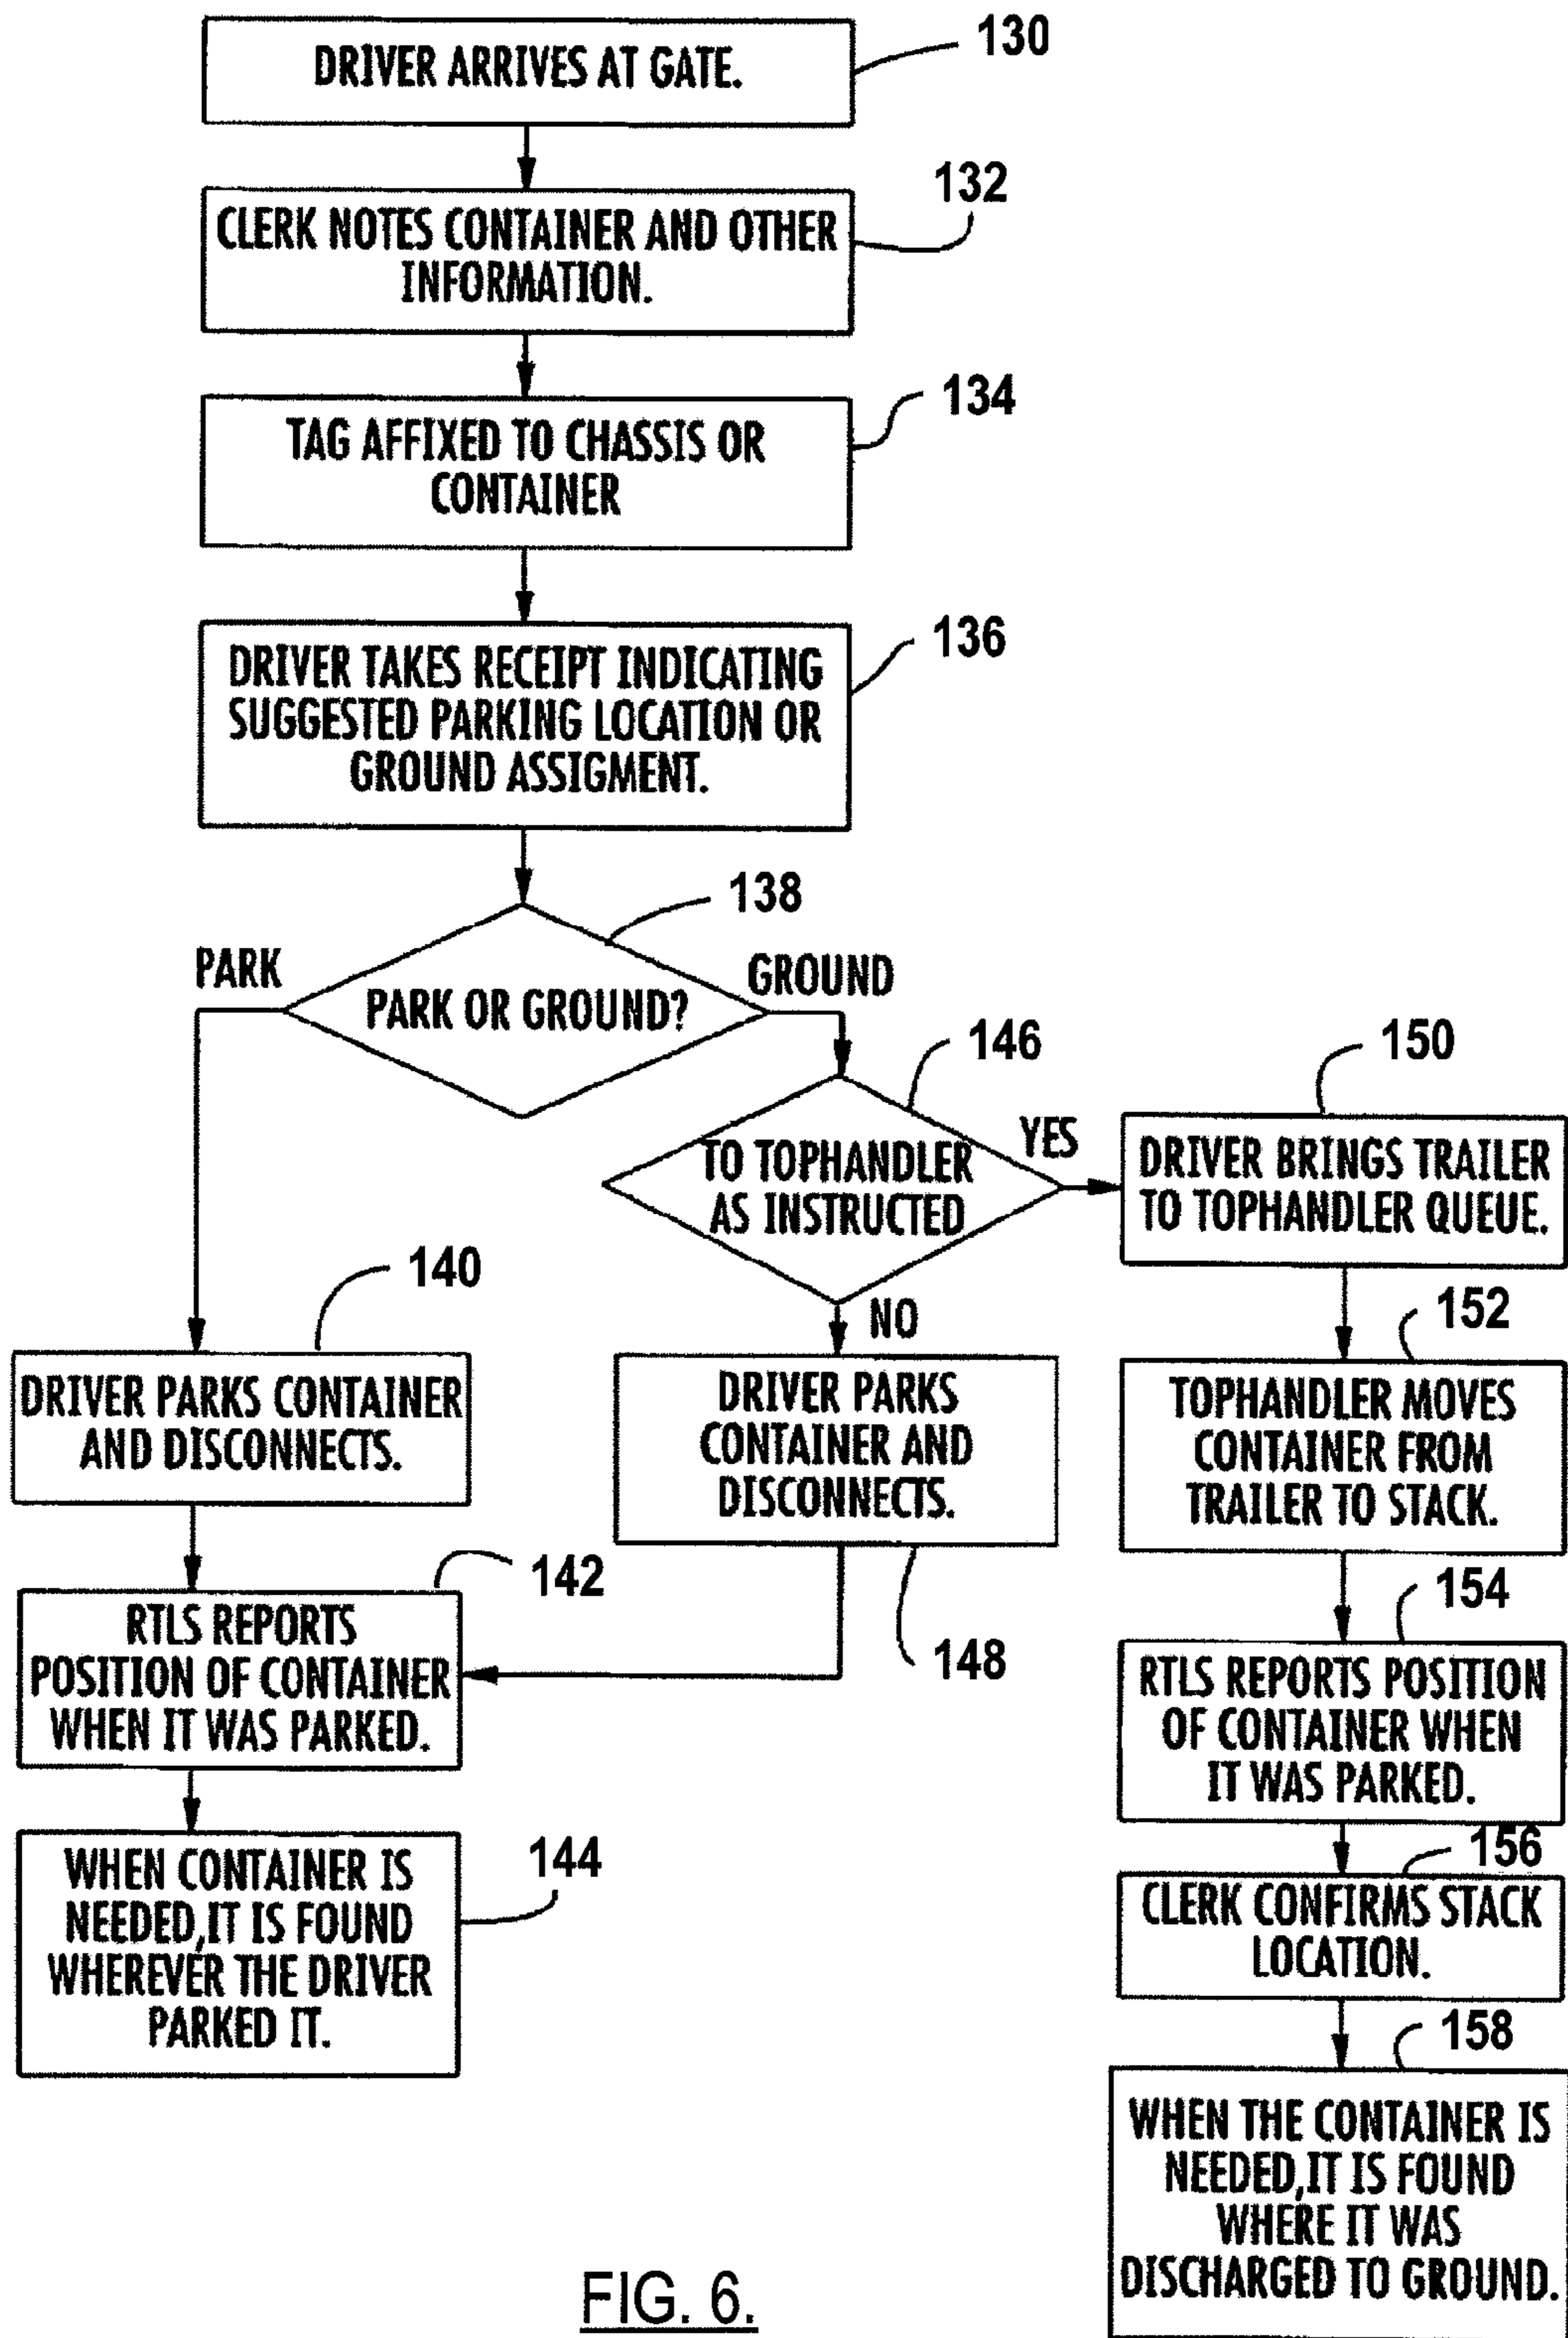 130
DRIVER ARRIVES AT GATE.
132
CLERK NOTES CONTAINER AND OTHER
INFORMATION.
134
TAG AFFIXED TO CHASSIS OR
CONTAINER
136
DRIVER TAKES RECEIPT INDICATING
SUGGESTED PARKING LOCATION OR
GROUND ASSIGMENT.
138
PARK
GROUND
PARK OR GROUND?
140
DRIVER PARKS CONTAINER
AND DISCONNECTS.
142
RTLS REPORTS
POSITION OF CONTAINER
WHEN IT WAS PARKED.
144
WHEN CONTAINER IS
NEEDED,IT IS FOUND
WHEREVER THE DRIVER
PARKED IT.
146
TO TOPHANDLER
AS INSTRUCTED
YES
NO
DRIVER PARKS
CONTAINER AND
DISCONNECTS.
148
150
DRIVER BRINGS TRAILER
TO TOPHANDLER QUEUE.
152
TOPHANDLER MOVES
CONTAINER FROM
TRAILER TO STACK.
154
RTLS REPORTS POSITION
OF CONTAINER WHEN
IT WAS PARKED.
156
CLERK CONFIRMS STACK
LOCATION.
158
WHEN THE CONTAINER IS
NEEDED,IT IS FOUND
WHERE IT WAS
DISCHARGED TO GROUND.
FIG. 6.